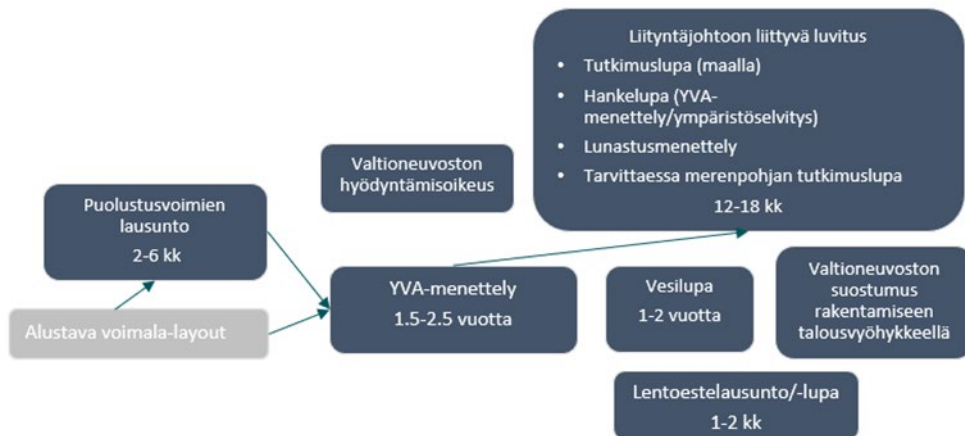 Liityntäjohtoon liittyvä luvitus
• Tutkimuslupa (maalla)
• Hankelupa (YVA-
menettely/ympäristöselvitys)
• Lunastusmenettely
• Tarvittaessa merenpohjan tutkimuslupa
12-18 kk
Valtioneuvoston
hyödyntämisoikeus
Puolustusvoimien
lausunto
2-6 kk
Alustava voimala-layout
YVA-menettely
1.5-2.5 vuotta
Vesilupa
1-2 vuotta
Valtioneuvoston
suostumus
rakentamiseen
talousvyöhykkeellä
Lentoestelausunto/-lupa
1-2 kk